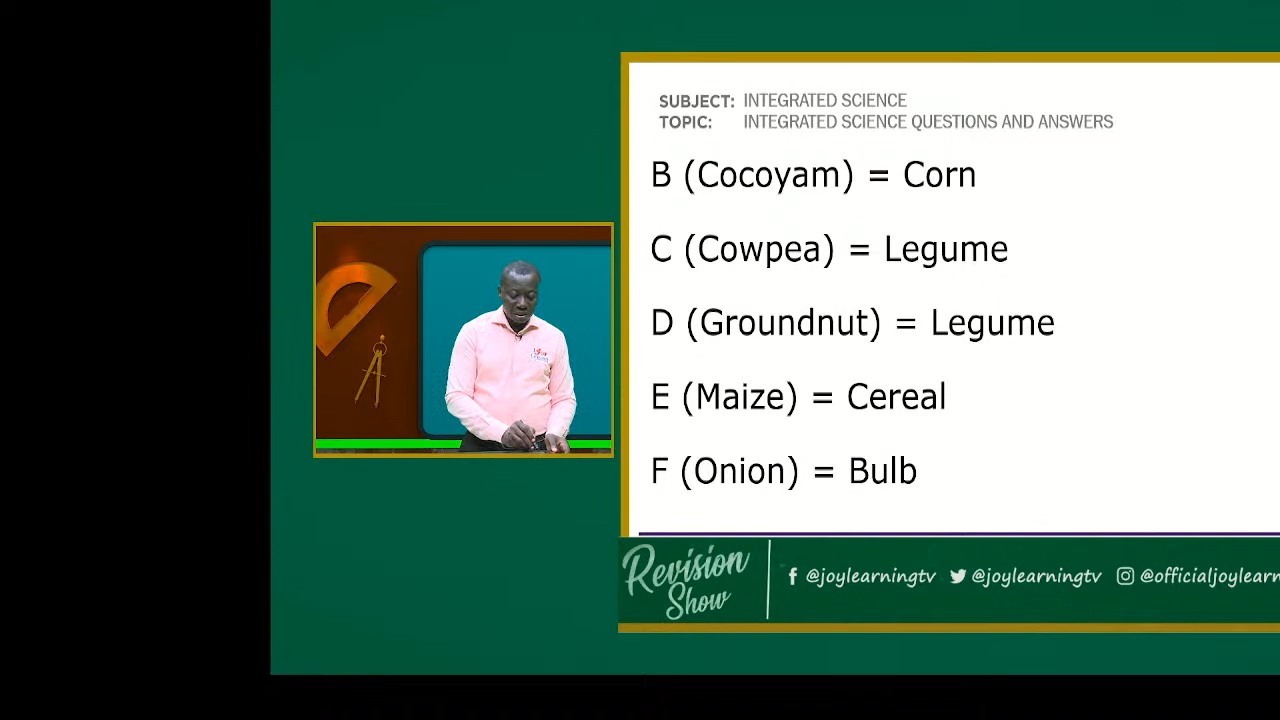 SUBJECT: INTEGRATED SCIENCE
TOPIC: INTEGRATED SCIENCE QUESTIONS AND ANSWERS
B (Cocoyam) = Corn
C (Cowpea) = Legume
D (Groundnut) = Legume
E (Maize) = Cereal
F (Onion) = Bulb
Revision
Show
@joylearningtv @joylearningtv @officialjoylearn